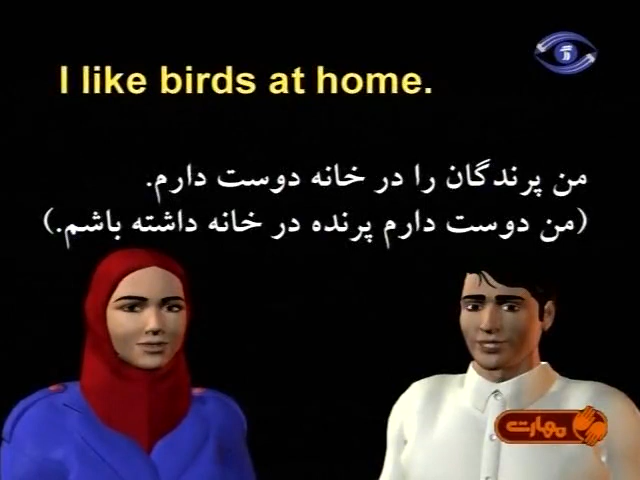 I like birds at home.
من پرندگان را در خانه دوست دارم.
(من دوست دارم پرنده در خانه داشته باشم.)
مهارت